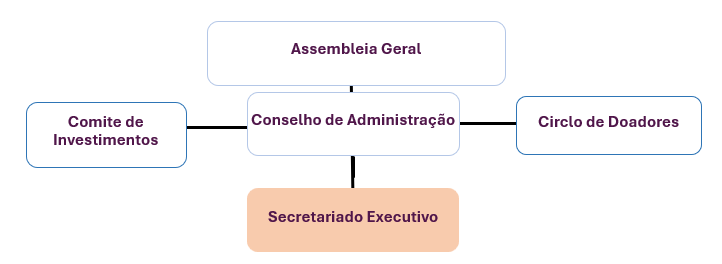 Assembleia Geral
Comite de
Investimentos
Conselho de Administração
Circlo de Doadores
Secretariado Executivo